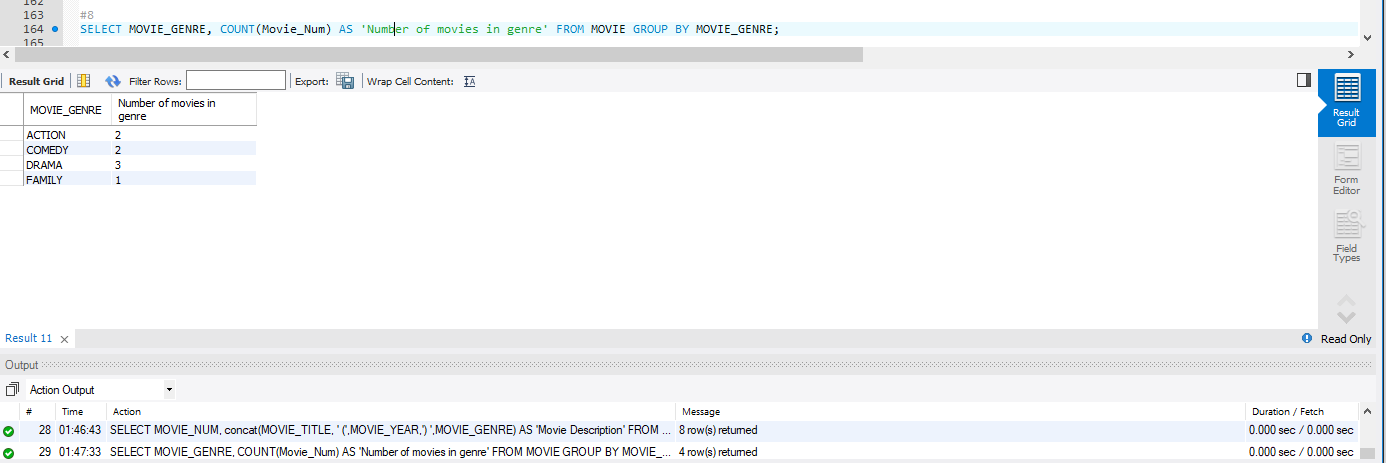 162
163 #8
164 SELECT MOVIE_GENRE, COUNT(Movie_Num) AS 'Number of movies in genre' FROM MOVIE GROUP BY MOVIE_GENRE;
165
Result Grid Filter Rows: Export: Wrap Cell Content: IA
MOVIE_GENRE Number of movies in
genre
ACTION 2
COMEDY 2
DRAMA 3
FAMILY 1
Result
Grid
Form
Editor
Field
Types
Result 11 Read Only
Output
Action Output
# Time Action Message Duration / Fetch
28 01:46:43 SELECT MOVIE_NUM, concat(MOVIE_TITLE, ' (',MOVIE_YEAR,') ',MOVIE_GENRE) AS 'Movie Description' FROM ... 8 row(s) returned 0.000 sec / 0.000 sec
29 01:47:33 SELECT MOVIE_GENRE, COUNT(Movie_Num) AS 'Number of movies in genre' FROM MOVIE GROUP BY MOVIE_... 4 row(s) returned 0.000 sec / 0.000 sec